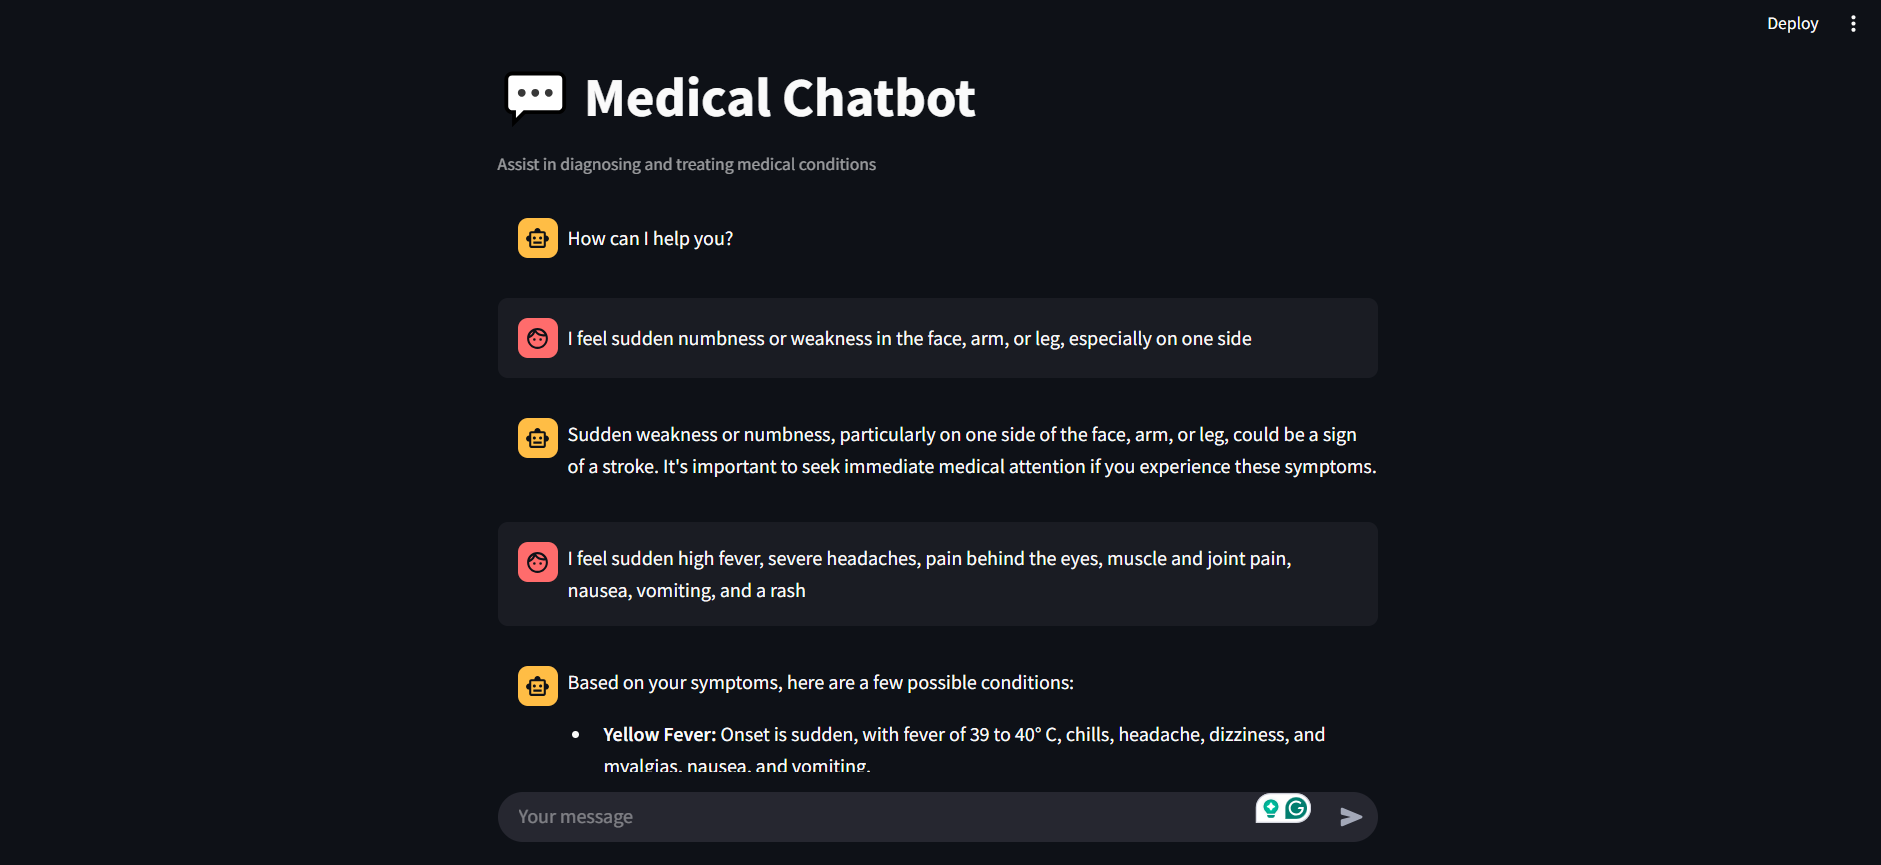 Deploy
Medical Chatbot
Assist in diagnosing and treating medical conditions
How can I help you?
I feel sudden numbness or weakness in the face, arm, or leg, especially on one side
Sudden weakness or numbness, particularly on one side of the face, arm, or leg, could be a sign
of a stroke. It's important to seek immediate medical attention if you experience these symptoms.
I feel sudden high fever, severe headaches, pain behind the eyes, muscle and joint pain,
nausea, vomiting, and a rash
Based on your symptoms, here are a few possible conditions:
• Yellow Fever: Onset is sudden, with fever of 39 to 40° C, chills, headache, dizziness, and
myalgias, nausea, and vomiting.
Your message